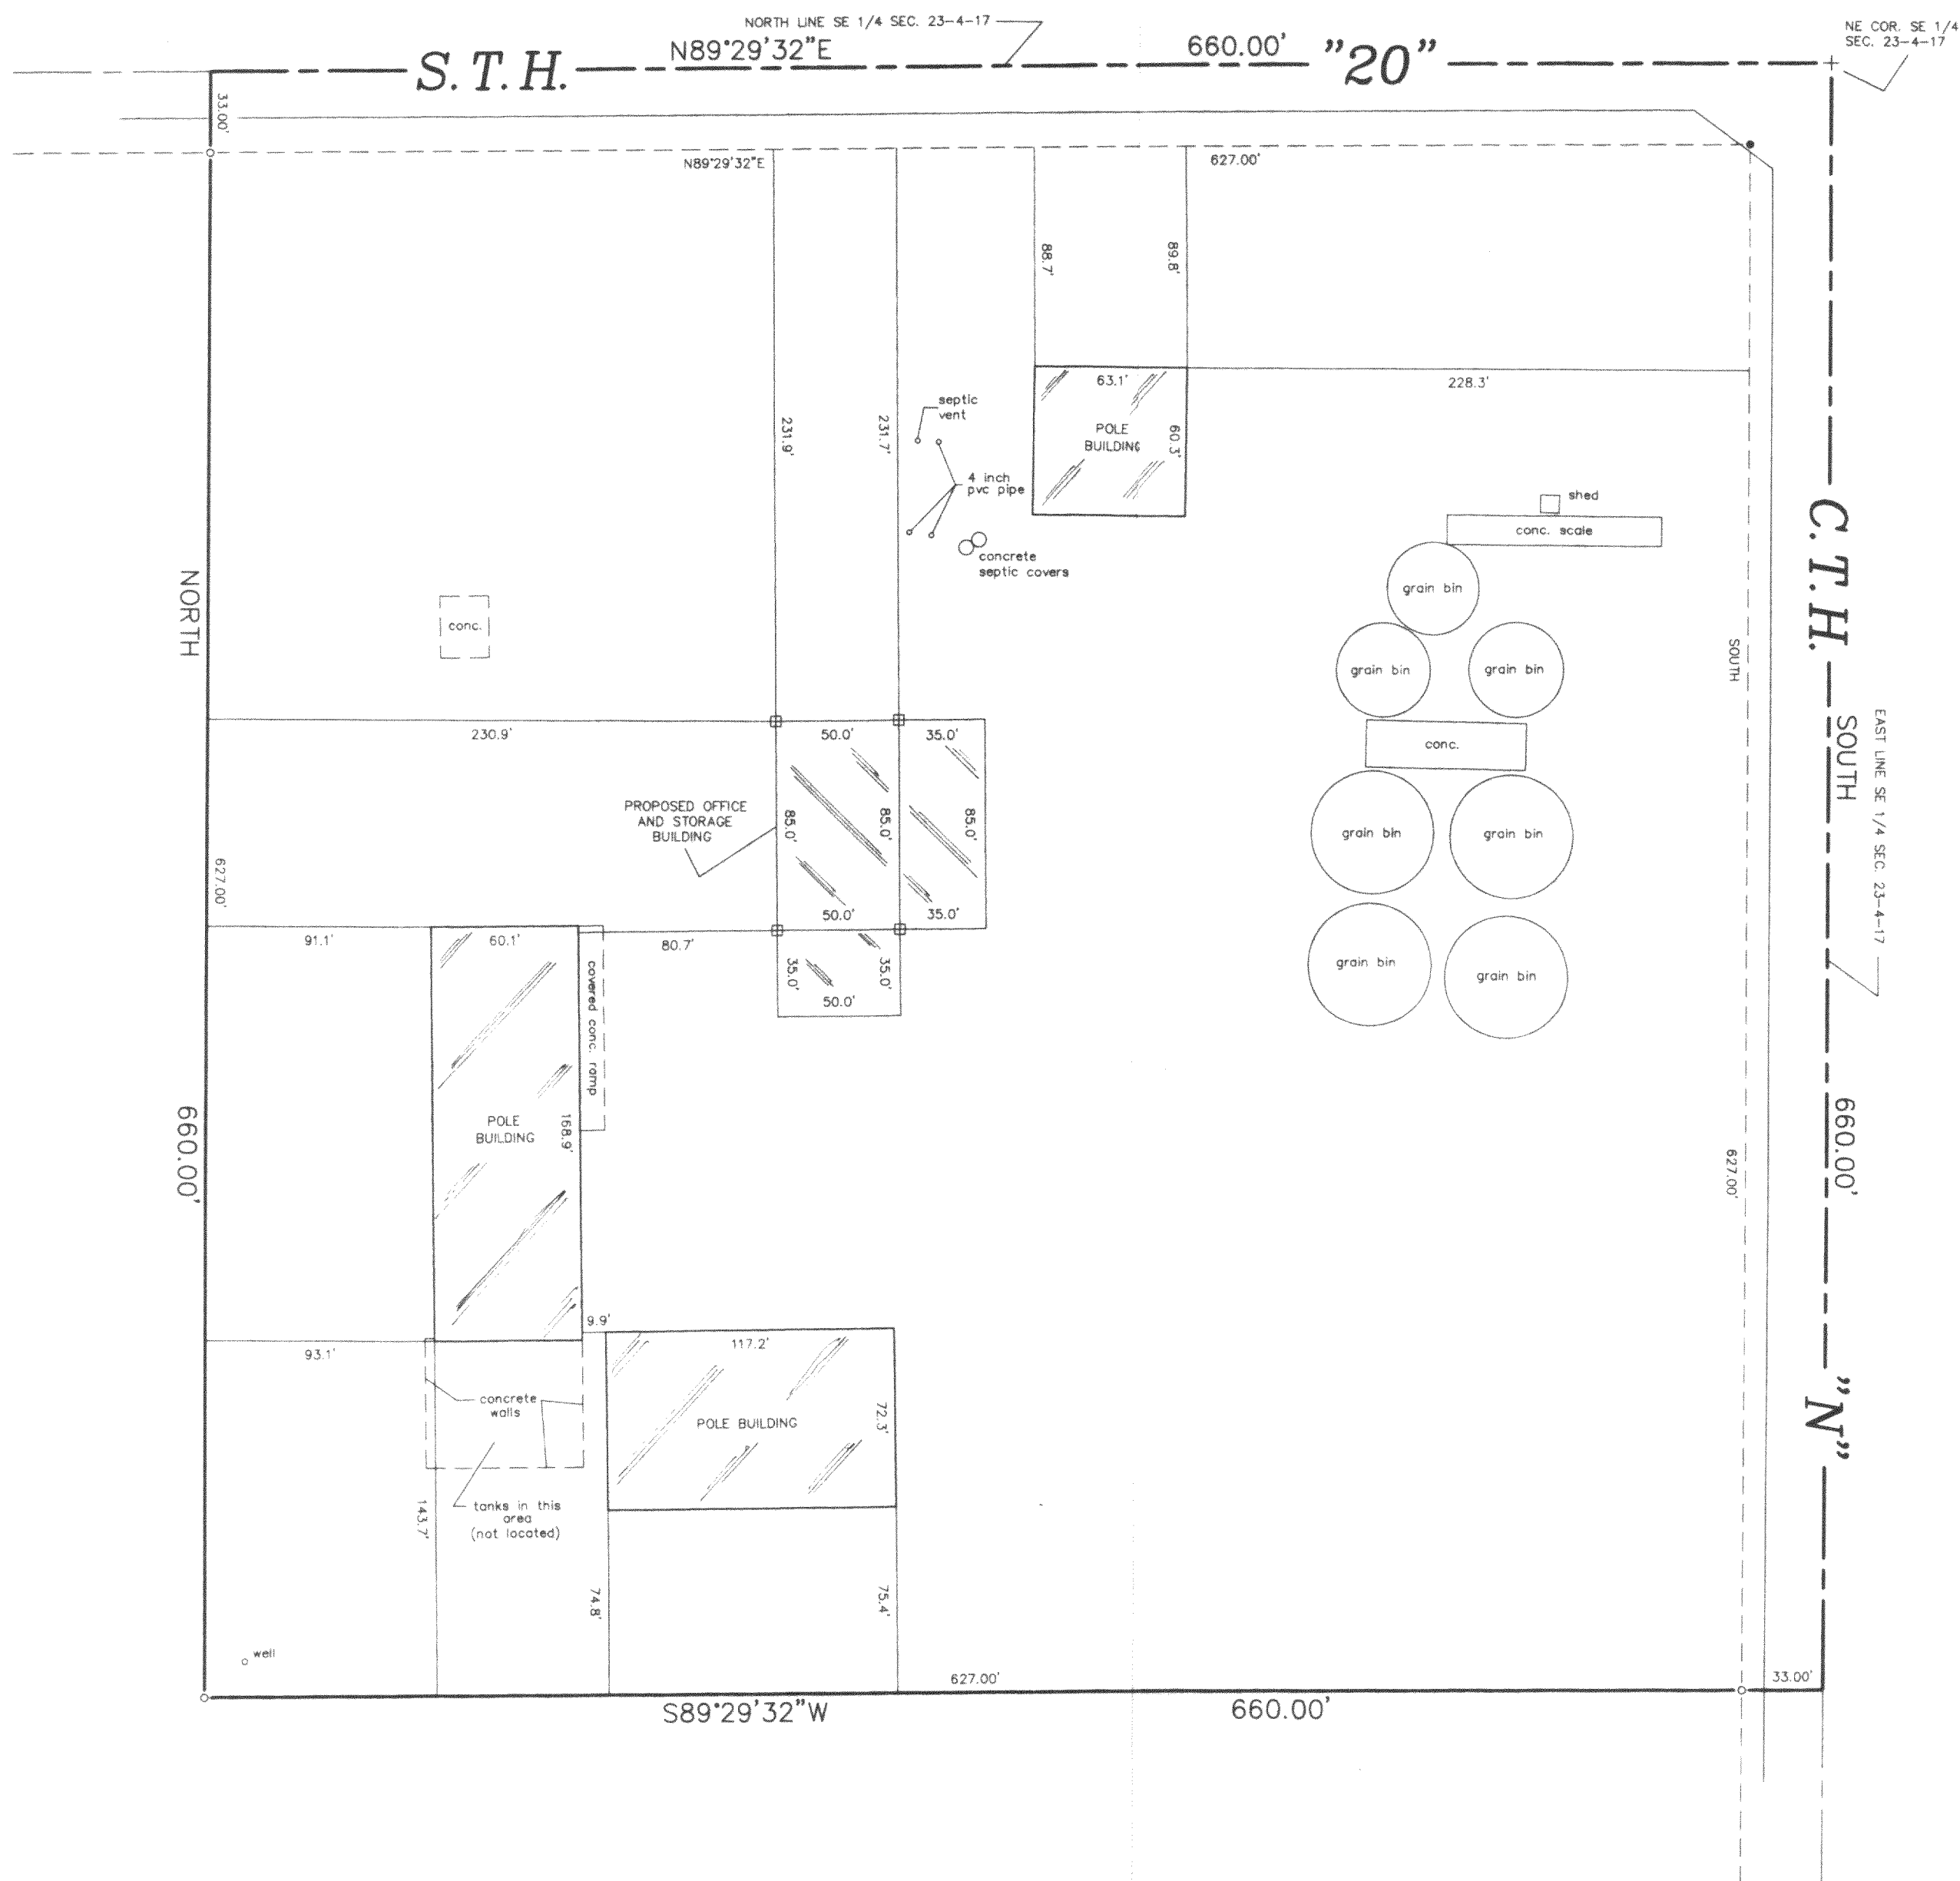 NORTH LINE SE 1/4 SEC. 23-4-17
NE COR. SE 1/4
SEC. 23-4-17
S.T.H.
N89°29'32"E
660.00'
"20"
33.00'
N89°29'32"E
627.00'
88.7'
89.8'
231.9'
231.7'
septic
vent
4 inch
pvc pipe
concrete
septic covers
63.1'
POLE
BUILDING
60.3'
228.3'
shed
conc. scale
grain bin
grain bin
grain bin
conc.
grain bin
grain bin
grain bin
grain bin
C.T.H.
SOUTH
660.00'
"N"
EAST LINE SE 1/4 SEC. 23-4-17
SOUTH
627.00'
NORTH
660.00'
627.00'
conc.
230.9'
50.0'
35.0'
PROPOSED OFFICE
AND STORAGE
BUILDING
85.0'
85.0'
85.0'
50.0'
35.0'
35.0'
35.0'
50.0'
91.1'
60.1'
80.7'
covered conc. ramp
POLE
BUILDING
168.9'
93.1'
9.9'
117.2'
POLE BUILDING
72.3'
concrete
walls
tanks in this
area
(not located)
143.7'
74.8'
75.4'
well
627.00'
33.00'
S89°29'32"W
660.00'